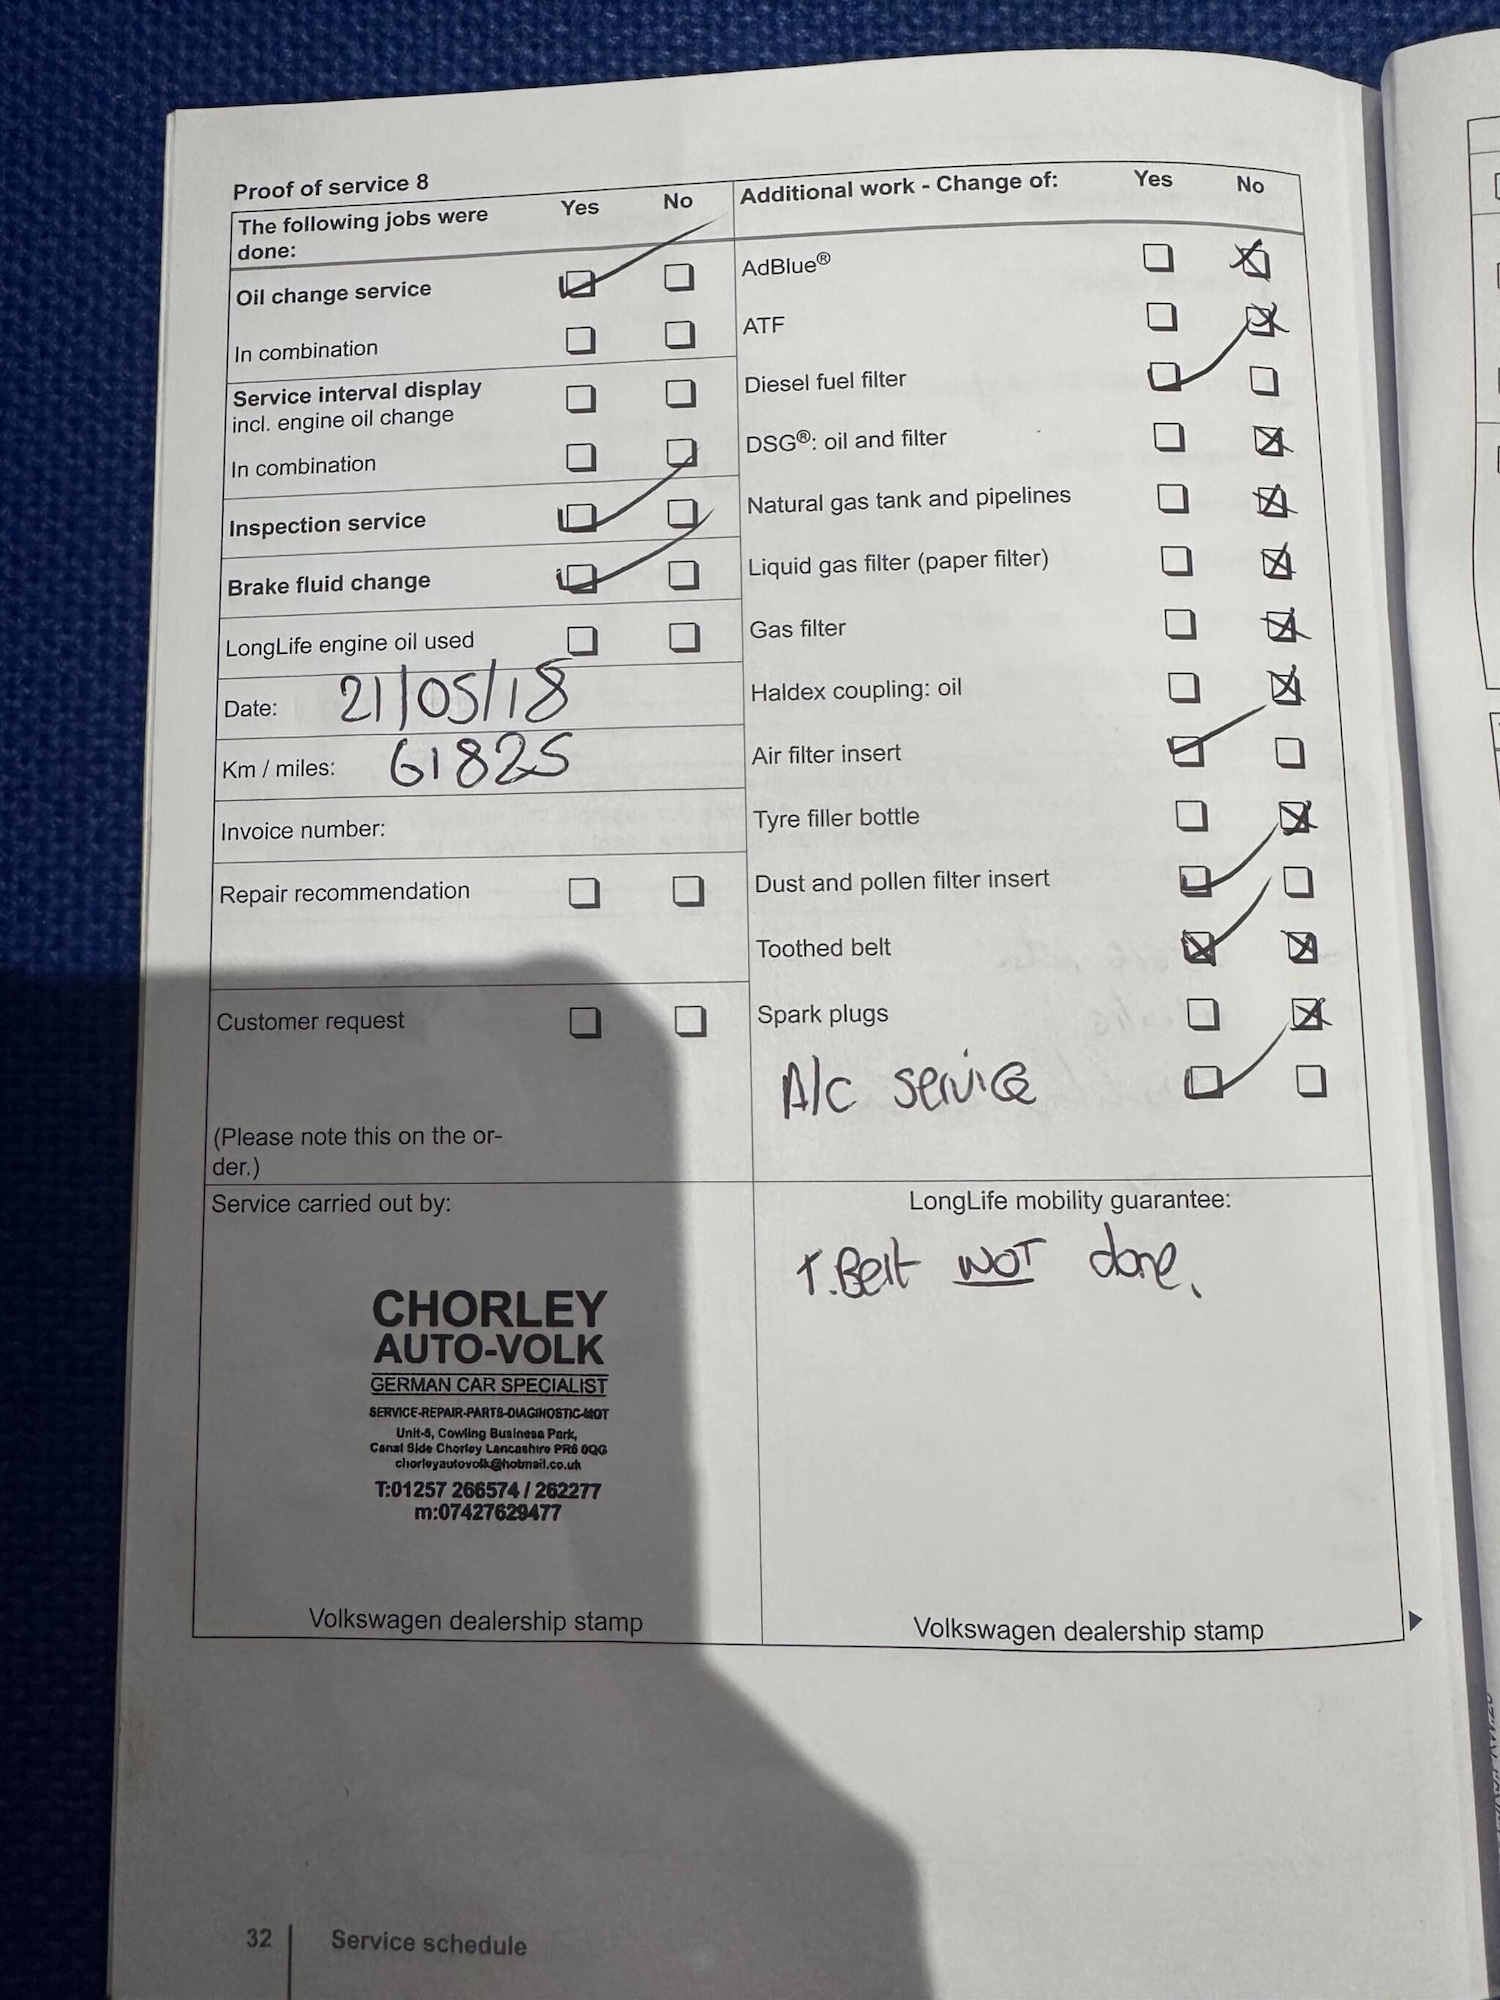 Proof of service 8
The following jobs were
done:
Yes
No
Oil change service
In combination
Service interval display
incl. engine oil change
In combination
Inspection service
Brake fluid change
LongLife engine oil used
Date: 21/05/18
Km / miles: 61825
Invoice number:
Repair recommendation
Customer request
(Please note this on the or-
der.)
Additional work - Change of:
Yes
No
AdBlue®
ATF
Diesel fuel filter
DSG®: oil and filter
Natural gas tank and pipelines
Liquid gas filter (paper filter)
Gas filter
Haldex coupling: oil
Air filter insert
Tyre filler bottle
Dust and pollen filter insert
Toothed belt
Spark plugs
A/c service
Service carried out by:
CHORLEY
AUTO-VOLK
GERMAN CAR SPECIALIST
SERVICE-REPAIR-PARTS-DIAGINOSTIC-MOT
Unit-5, Cowling Business Park,
Canal Side Chorley Lancashire PR6 0QG
chorleyautovolk@hotmail.co.uk
T:01257 266574 / 262277
m:07427629477
Volkswagen dealership stamp
LongLife mobility guarantee:
T.Belt NOT done.
Volkswagen dealership stamp
32
Service schedule